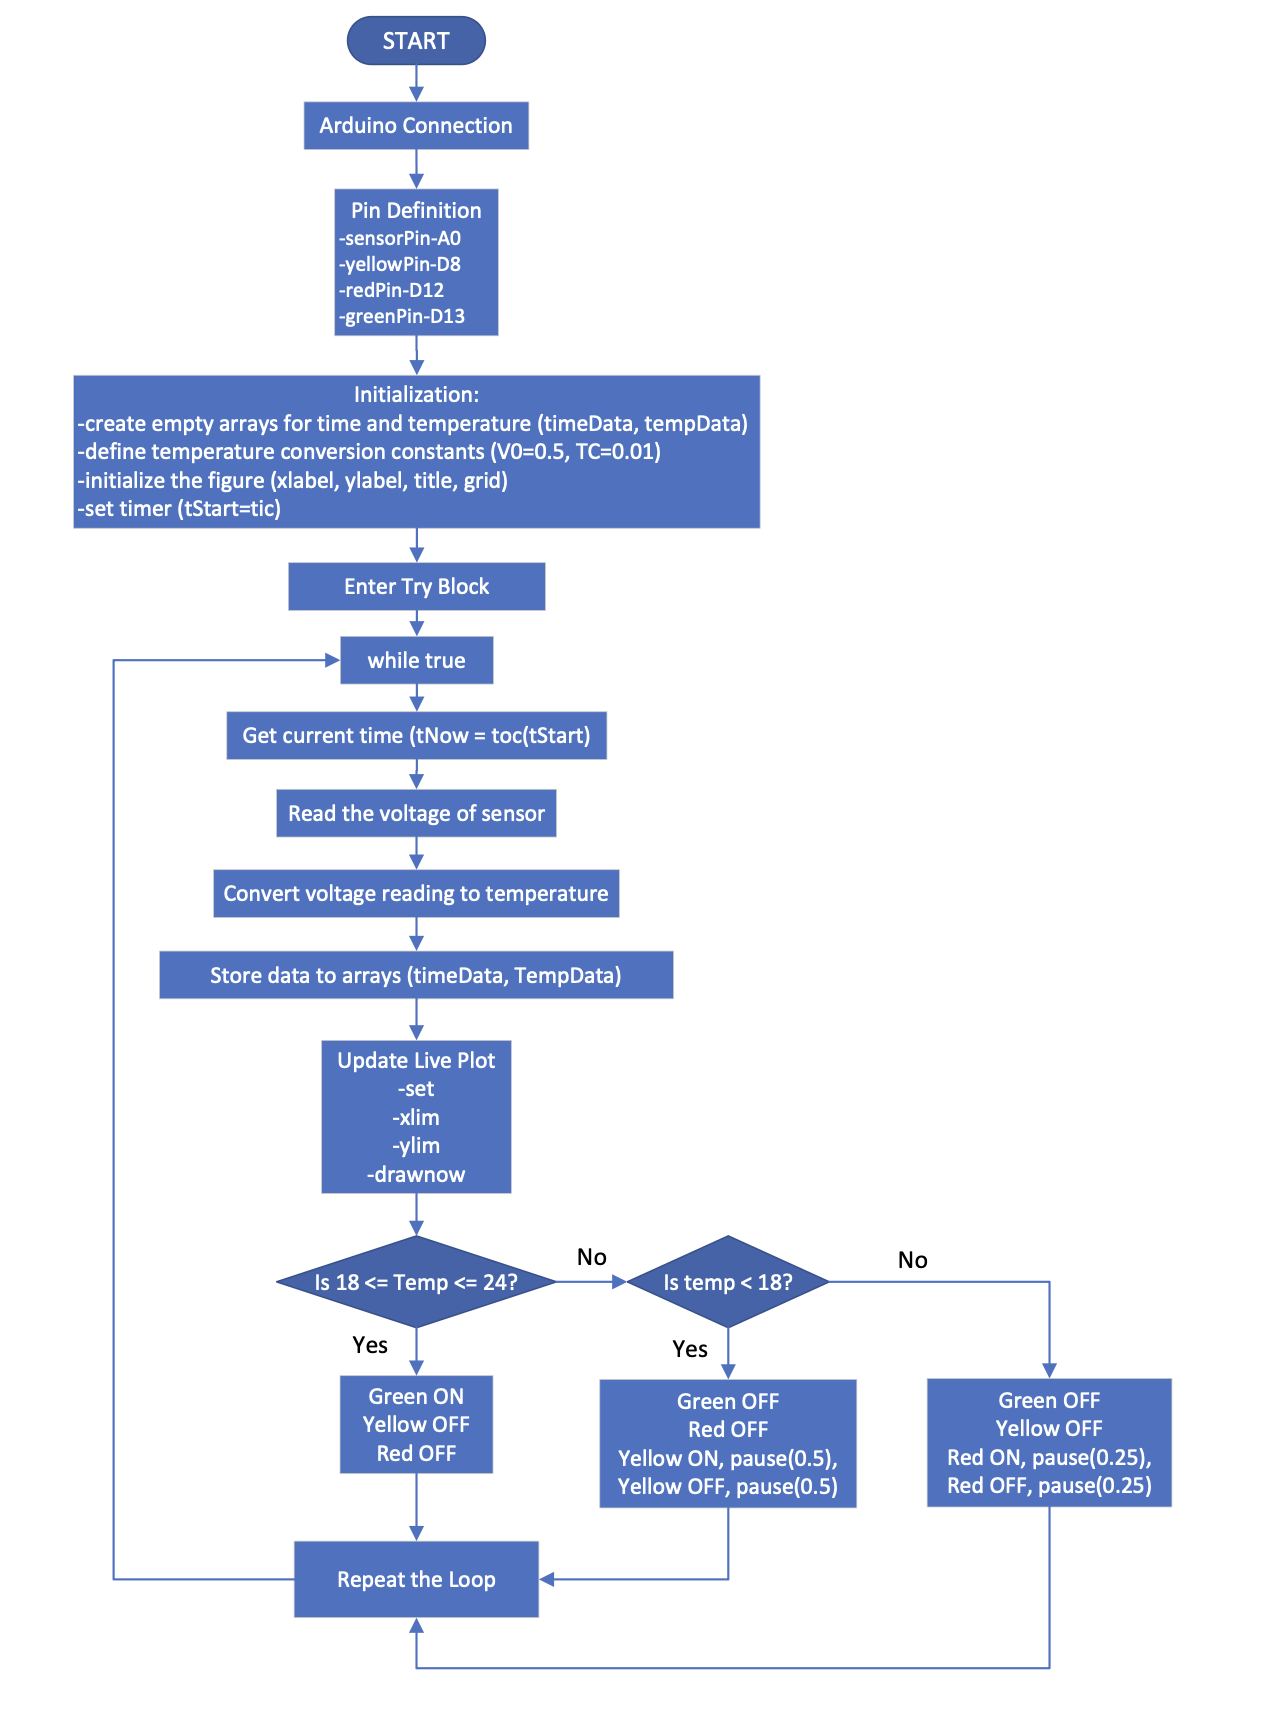 START
Arduino Connection
Pin Definition
-sensorPin-A0
-yellowPin-D8
-redPin-D12
-greenPin-D13
Initialization:
-create empty arrays for time and temperature (timeData, tempData)
-define temperature conversion constants (V0=0.5, TC=0.01)
-initialize the figure (xlabel, ylabel, title, grid)
-set timer (tStart=tic)
Enter Try Block
while true
Get current time (tNow = toc(tStart)
Read the voltage of sensor
Convert voltage reading to temperature
Store data to arrays (timeData, TempData)
Update Live Plot
-set
-xlim
-ylim
-drawnow
Is 18 <= Temp <= 24?
No
Is temp < 18?
No
Yes
Green ON
Yellow OFF
Red OFF
Yes
Green OFF
Red OFF
Yellow ON, pause(0.5),
Yellow OFF, pause(0.5)
Green OFF
Yellow OFF
Red ON, pause(0.25),
Red OFF, pause(0.25)
Repeat the Loop